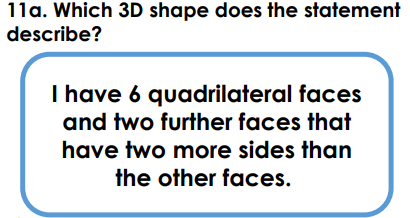 11a. Which 3D shape does the statement
describe?
I have 6 quadrilateral faces
and two further faces that
have two more sides than
the other faces.